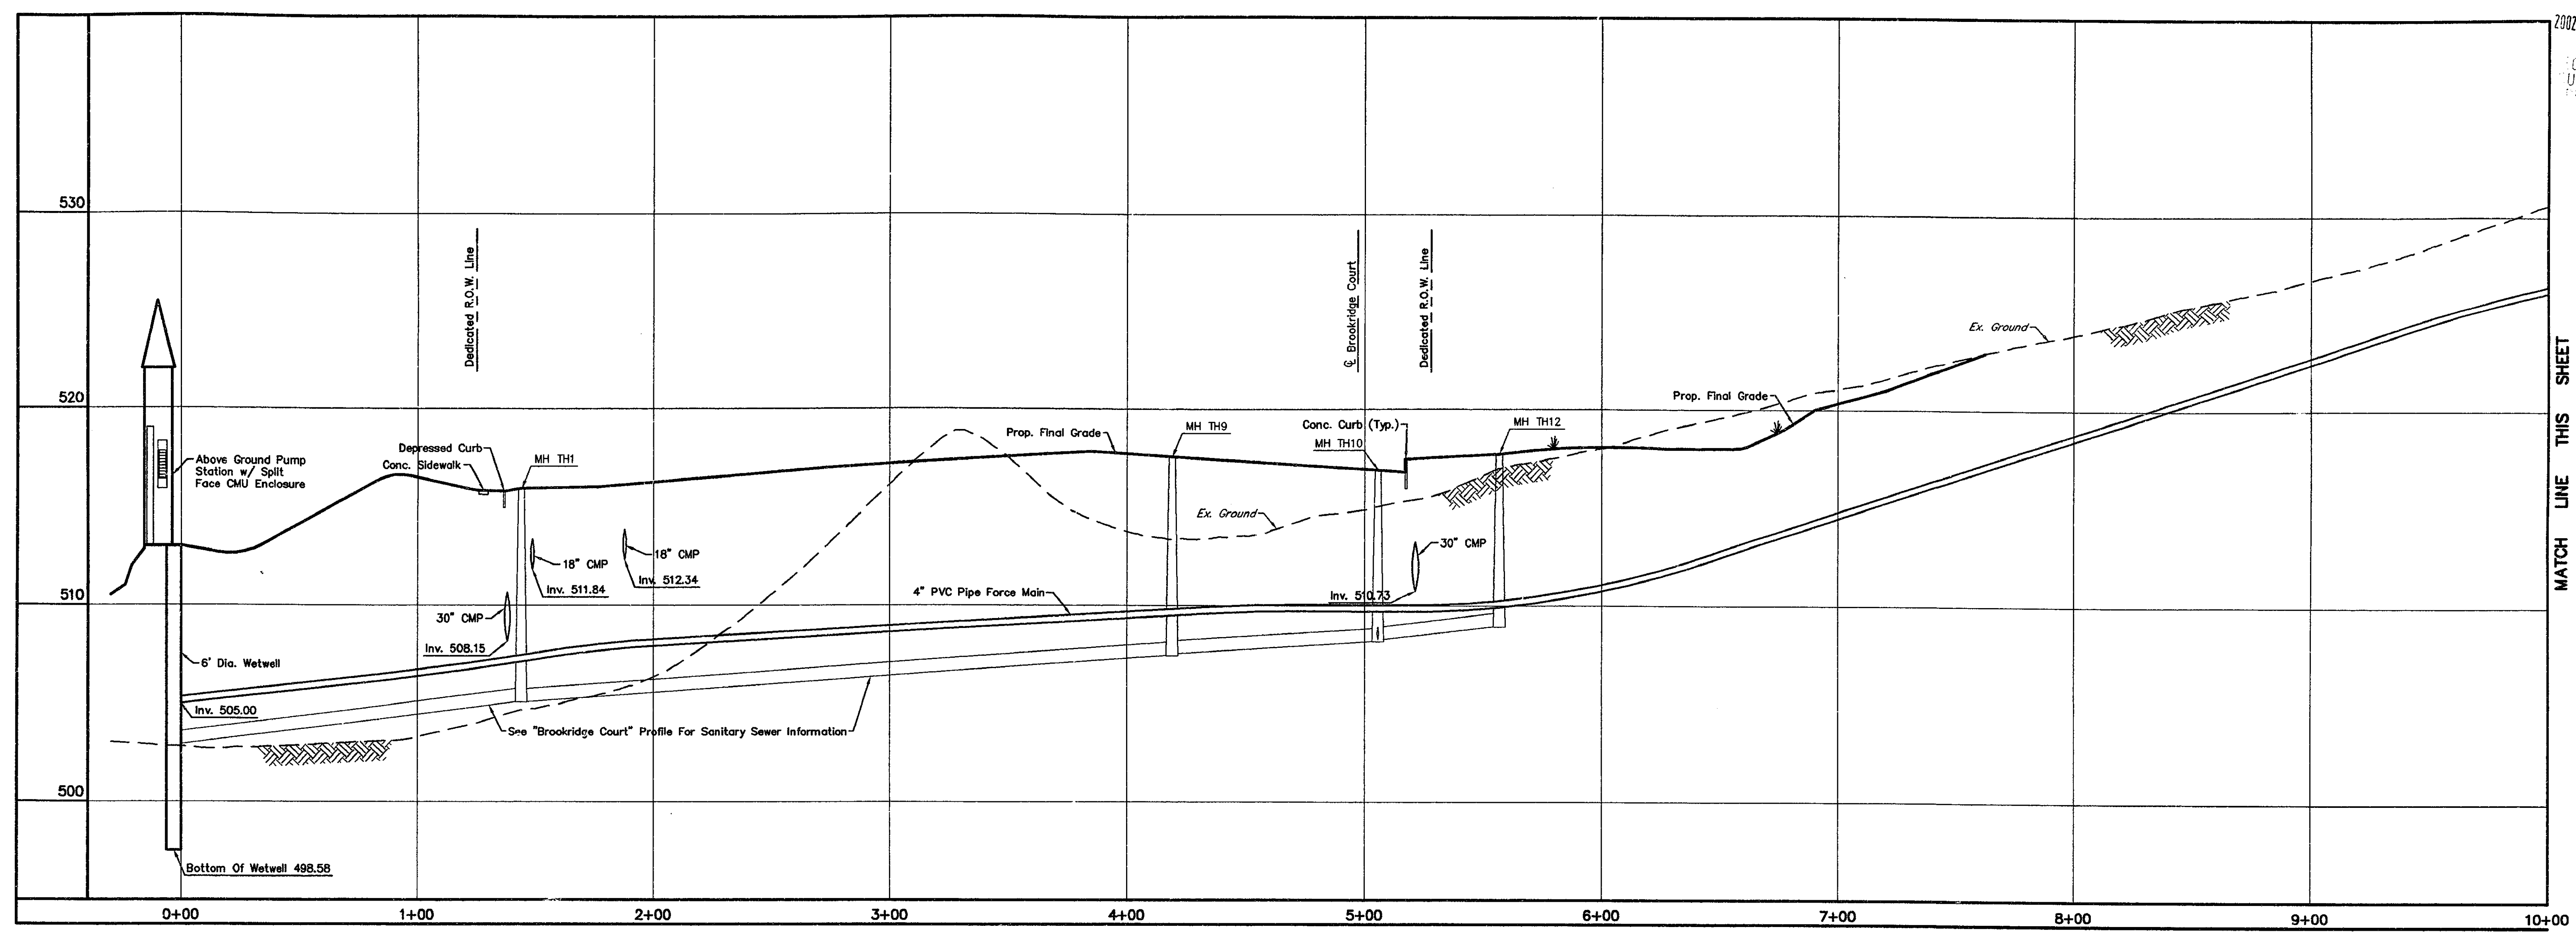 2002
530
520
510
500
Dedicated R.O.W. Line
℄ Brookridge Court
Dedicated R.O.W. Line
Ex. Ground
Prop. Final Grade
MATCH LINE THIS SHEET
Above Ground Pump
Station w/ Split
Face CMU Enclosure
Depressed Curb
Conc. Sidewalk
MH TH1
Prop. Final Grade
MH TH9
Conc. Curb (Typ.)
MH TH10
MH TH12
Ex. Ground
18" CMP
Inv. 511.84
18" CMP
Inv. 512.34
30" CMP
Inv. 508.15
4" PVC Pipe Force Main
30" CMP
Inv. 510.73
6' Dia. Wetwell
Inv. 505.00
See "Brookridge Court" Profile For Sanitary Sewer Information
Bottom Of Wetwell 498.58
0+00 1+00 2+00 3+00 4+00 5+00 6+00 7+00 8+00 9+00 10+00